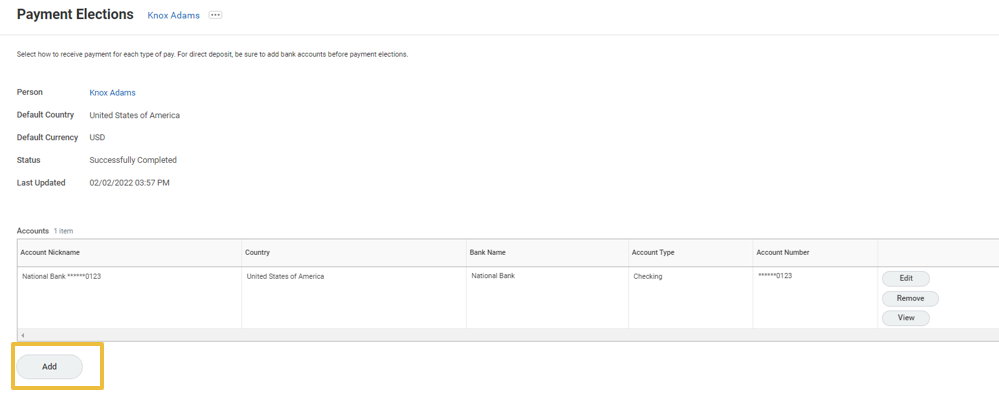 Payment Elections Knox Adams
Select how to receive payment for each type of pay. For direct deposit, be sure to add bank accounts before payment elections.
Person Knox Adams
Default Country United States of America
Default Currency USD
Status Successfully Completed
Last Updated 02/02/2022 03:57 PM
Accounts 1 item
Account Nickname Country Bank Name Account Type Account Number
National Bank ******0123 United States of America National Bank Checking ******0123 Edit
Remove
View
Add